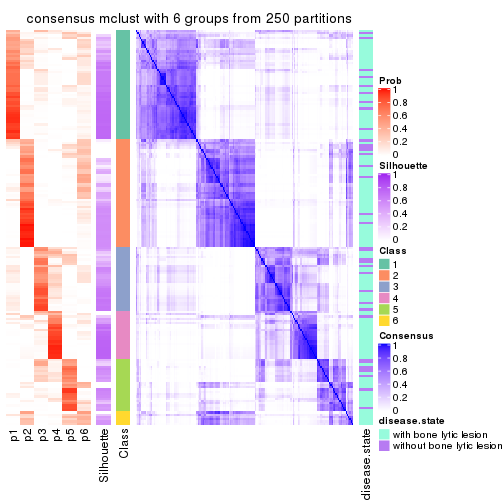 consensus mclust with 6 groups from 250 partitions
Prob
1
0.8
0.6
0.4
0.2
0
Silhouette
1
0.8
0.6
0.4
0.2
0
Class
1
2
3
4
5
6
Consensus
1
0.8
0.6
0.4
0.2
0
disease.state
with bone lytic lesion
without bone lytic lesion
p1
p2
p3
p4
p5
p6
Silhouette
Class
disease.state